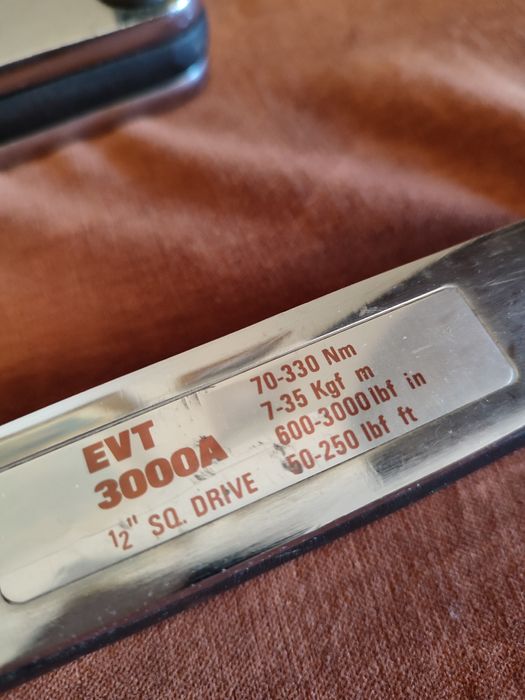 EVT
3000A
½" SQ. DRIVE
70-330 Nm
7-35 Kgf m
600-3000 lbf in
50-250 lbf ft